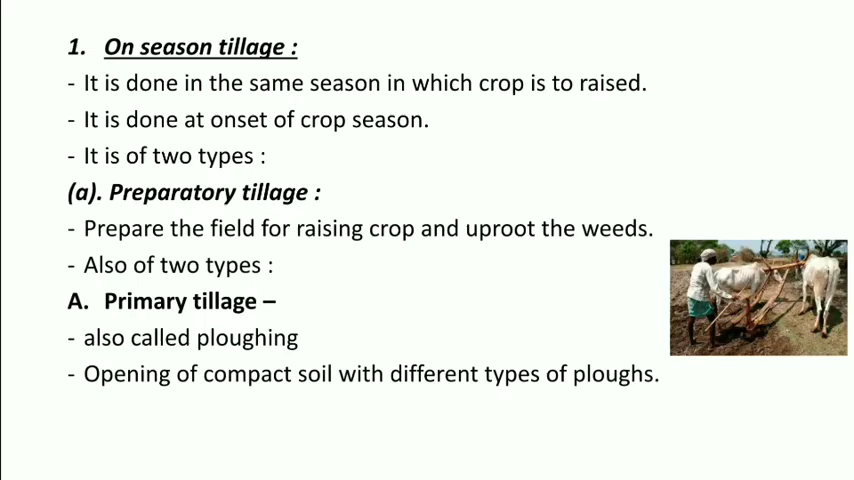 1. On season tillage :
- It is done in the same season in which crop is to raised.
- It is done at onset of crop season.
- It is of two types :
(a). Preparatory tillage :
- Prepare the field for raising crop and uproot the weeds.
- Also of two types :
A. Primary tillage –
- also called ploughing
- Opening of compact soil with different types of ploughs.